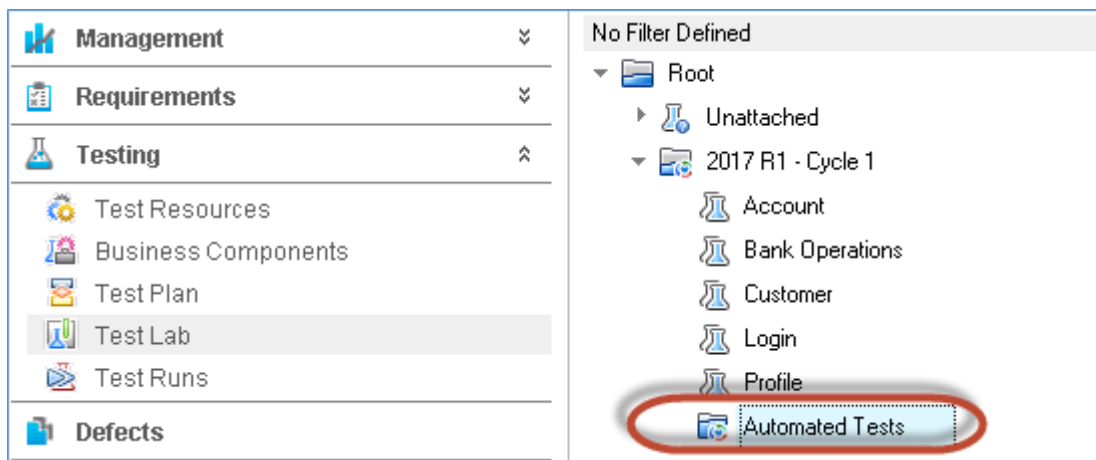 Management
Requirements
Testing
Test Resources
Business Components
Test Plan
Test Lab
Test Runs
Defects
No Filter Defined
Root
Unattached
2017 R1 - Cycle 1
Account
Bank Operations
Customer
Login
Profile
Automated Tests